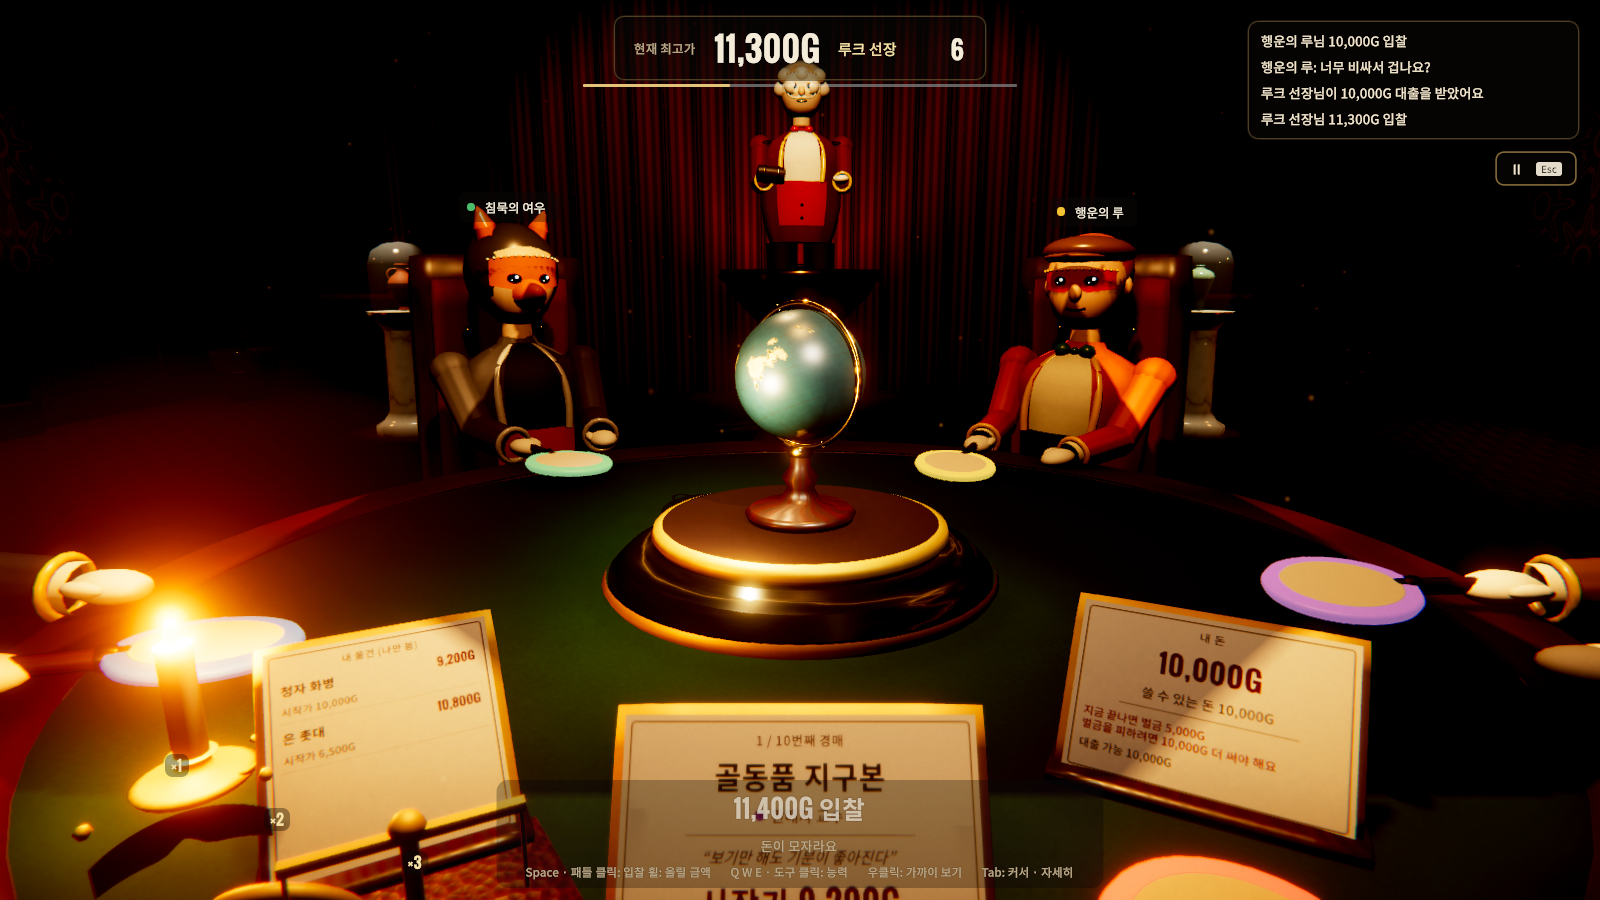 현재 최고가 11,300G 루크 선장 6
행운의 루님 10,000G 입찰
행운의 루: 너무 비싸서 겁나요?
루크 선장님이 10,000G 대출을 받았어요
루크 선장님 11,300G 입찰
Esc
침묵의 여우
행운의 루
내 물건 (나만 봄)
청자 화병 9,200G
시작가 10,000G
은 촛대 10,800G
시작가 6,500G
내 돈
10,000G
쓸 수 있는 돈 10,000G
지금 끝나면 벌금 5,000G
벌금을 피하려면 10,000G 더 써야 해요
대출 가능 10,000G
×1
×2
×3
1 / 10번째 경매
골동품 지구본
11,400G 입찰
돈이 모자라요
“보기만 해도 기분이 좋아진다”
Space · 패들 클릭: 입찰 휠: 올릴 금액 Q W E · 도구 클릭: 능력 우클릭: 가까이 보기 Tab: 커서 · 자세히
시작가 9,200G